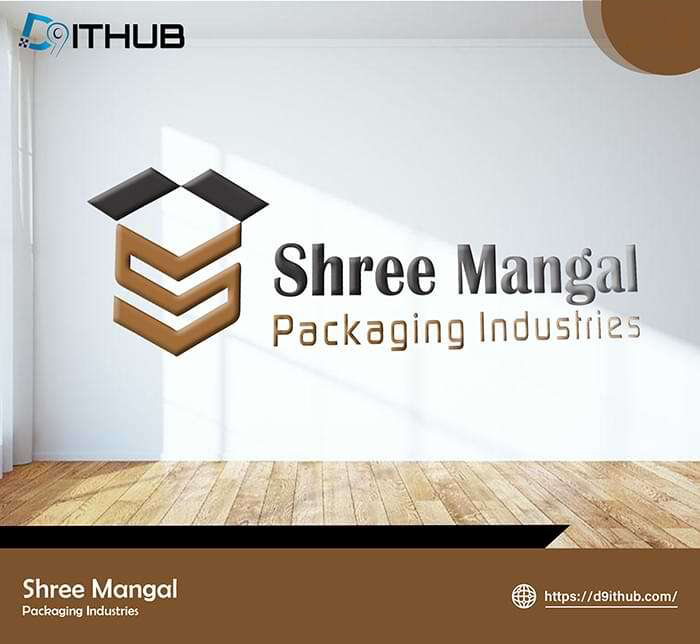 D9ITHUB
Shree Mangal
Packaging Industries
Shree Mangal
Packaging Industries
https://d9ithub.com/